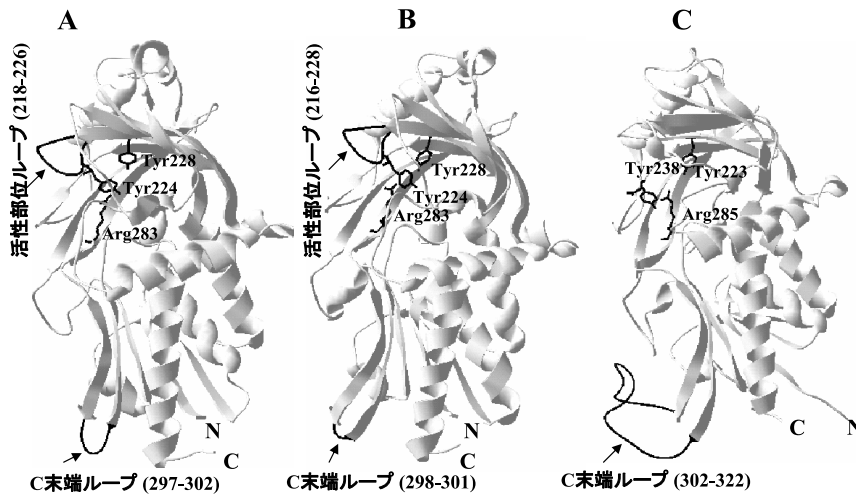 A
B
C
活性部位ループ (218-226)
Tyr228
Tyr224
Arg283
N
C
C末端ループ (297-302)
活性部位ループ (216-228)
Tyr228
Tyr224
Arg283
N
C
C末端ループ (298-301)
Tyr238
Tyr223
Arg285
C
N
C末端ループ (302-322)